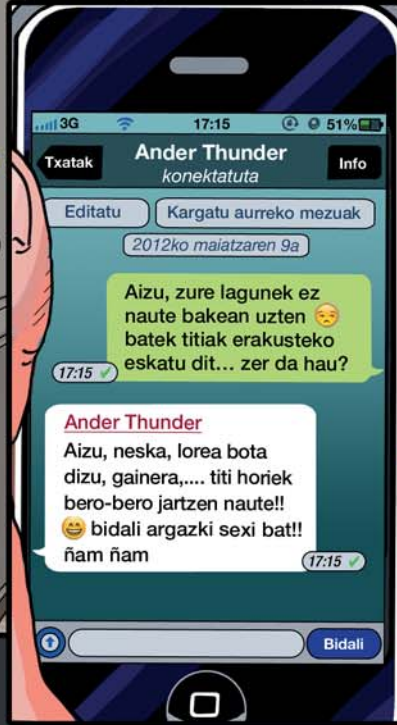 3G 17:15 51%
Txatak
Ander Thunder
konektatuta
Info
Editatu
Kargatu aurreko mezuak
2012ko maiatzaren 9a
Aizu, zure lagunek ez
naute bakean uzten 😒
batek titiak erakusteko
eskatu dit... zer da hau?
17:15 ✓
Ander Thunder
Aizu, neska, lorea bota
dizu, gainera,.... titi horiek
bero-bero jartzen naute!!
😄 bidali argazki sexi bat!!
ñam ñam
17:15 ✓
Bidali